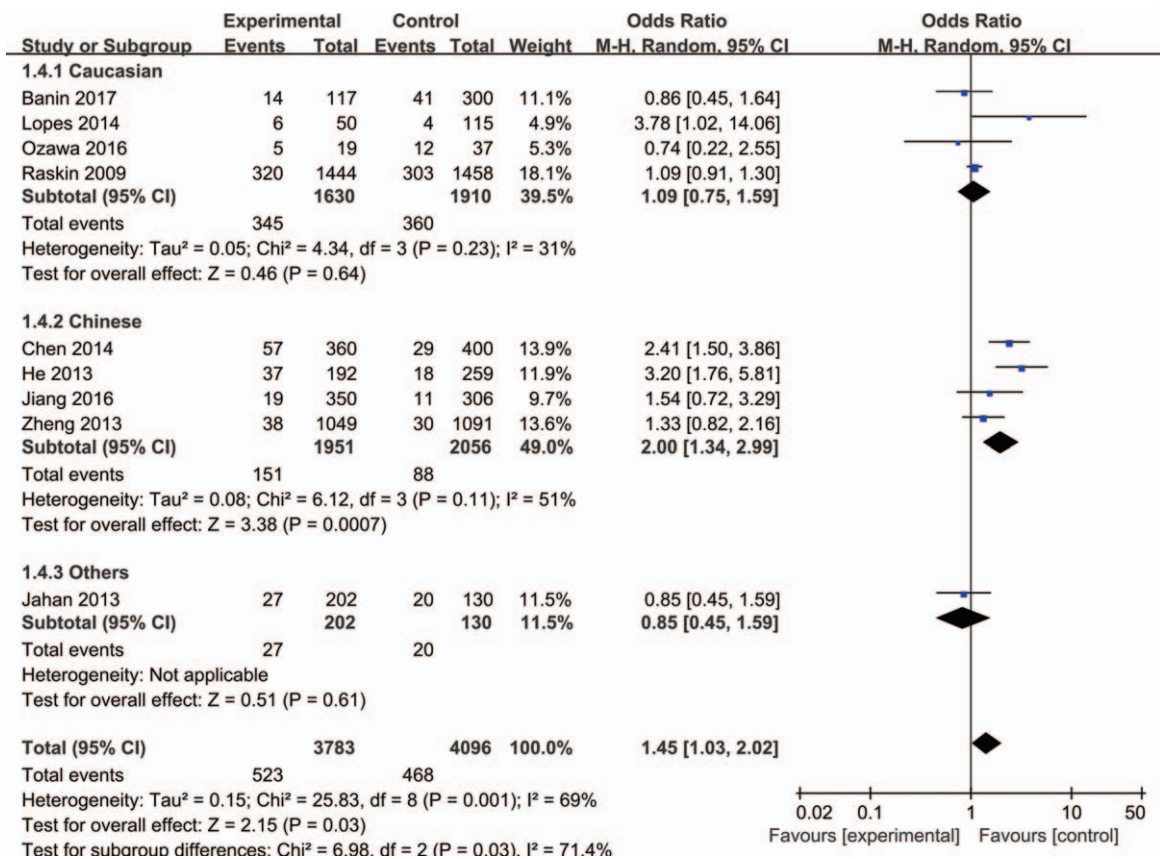 Experimental Control Odds Ratio Odds Ratio
Study or Subgroup Events Total Events Total Weight M-H, Random, 95% CI M-H, Random, 95% CI
1.4.1 Caucasian
Banin 2017 14 117 41 300 11.1% 0.86 [0.45, 1.64]
Lopes 2014 6 50 4 115 4.9% 3.78 [1.02, 14.06]
Ozawa 2016 5 19 12 37 5.3% 0.74 [0.22, 2.55]
Raskin 2009 320 1444 303 1458 18.1% 1.09 [0.91, 1.30]
Subtotal (95% CI) 1630 1910 39.5% 1.09 [0.75, 1.59]
Total events 345 360
Heterogeneity: Tau² = 0.05; Chi² = 4.34, df = 3 (P = 0.23); I² = 31%
Test for overall effect: Z = 0.46 (P = 0.64)
1.4.2 Chinese
Chen 2014 57 360 29 400 13.9% 2.41 [1.50, 3.86]
He 2013 37 192 18 259 11.9% 3.20 [1.76, 5.81]
Jiang 2016 19 350 11 306 9.7% 1.54 [0.72, 3.29]
Zheng 2013 38 1049 30 1091 13.6% 1.33 [0.82, 2.16]
Subtotal (95% CI) 1951 2056 49.0% 2.00 [1.34, 2.99]
Total events 151 88
Heterogeneity: Tau² = 0.08; Chi² = 6.12, df = 3 (P = 0.11); I² = 51%
Test for overall effect: Z = 3.38 (P = 0.0007)
1.4.3 Others
Jahan 2013 27 202 20 130 11.5% 0.85 [0.45, 1.59]
Subtotal (95% CI) 202 130 11.5% 0.85 [0.45, 1.59]
Total events 27 20
Heterogeneity: Not applicable
Test for overall effect: Z = 0.51 (P = 0.61)
Total (95% CI) 3783 4096 100.0% 1.45 [1.03, 2.02]
Total events 523 468
Heterogeneity: Tau² = 0.15; Chi² = 25.83, df = 8 (P = 0.001); I² = 69%
Test for overall effect: Z = 2.15 (P = 0.03)
Test for subgroup differences: Chi² = 6.98, df = 2 (P = 0.03), I² = 71.4%
0.02 0.1 1 10 50
Favours [experimental] Favours [control]